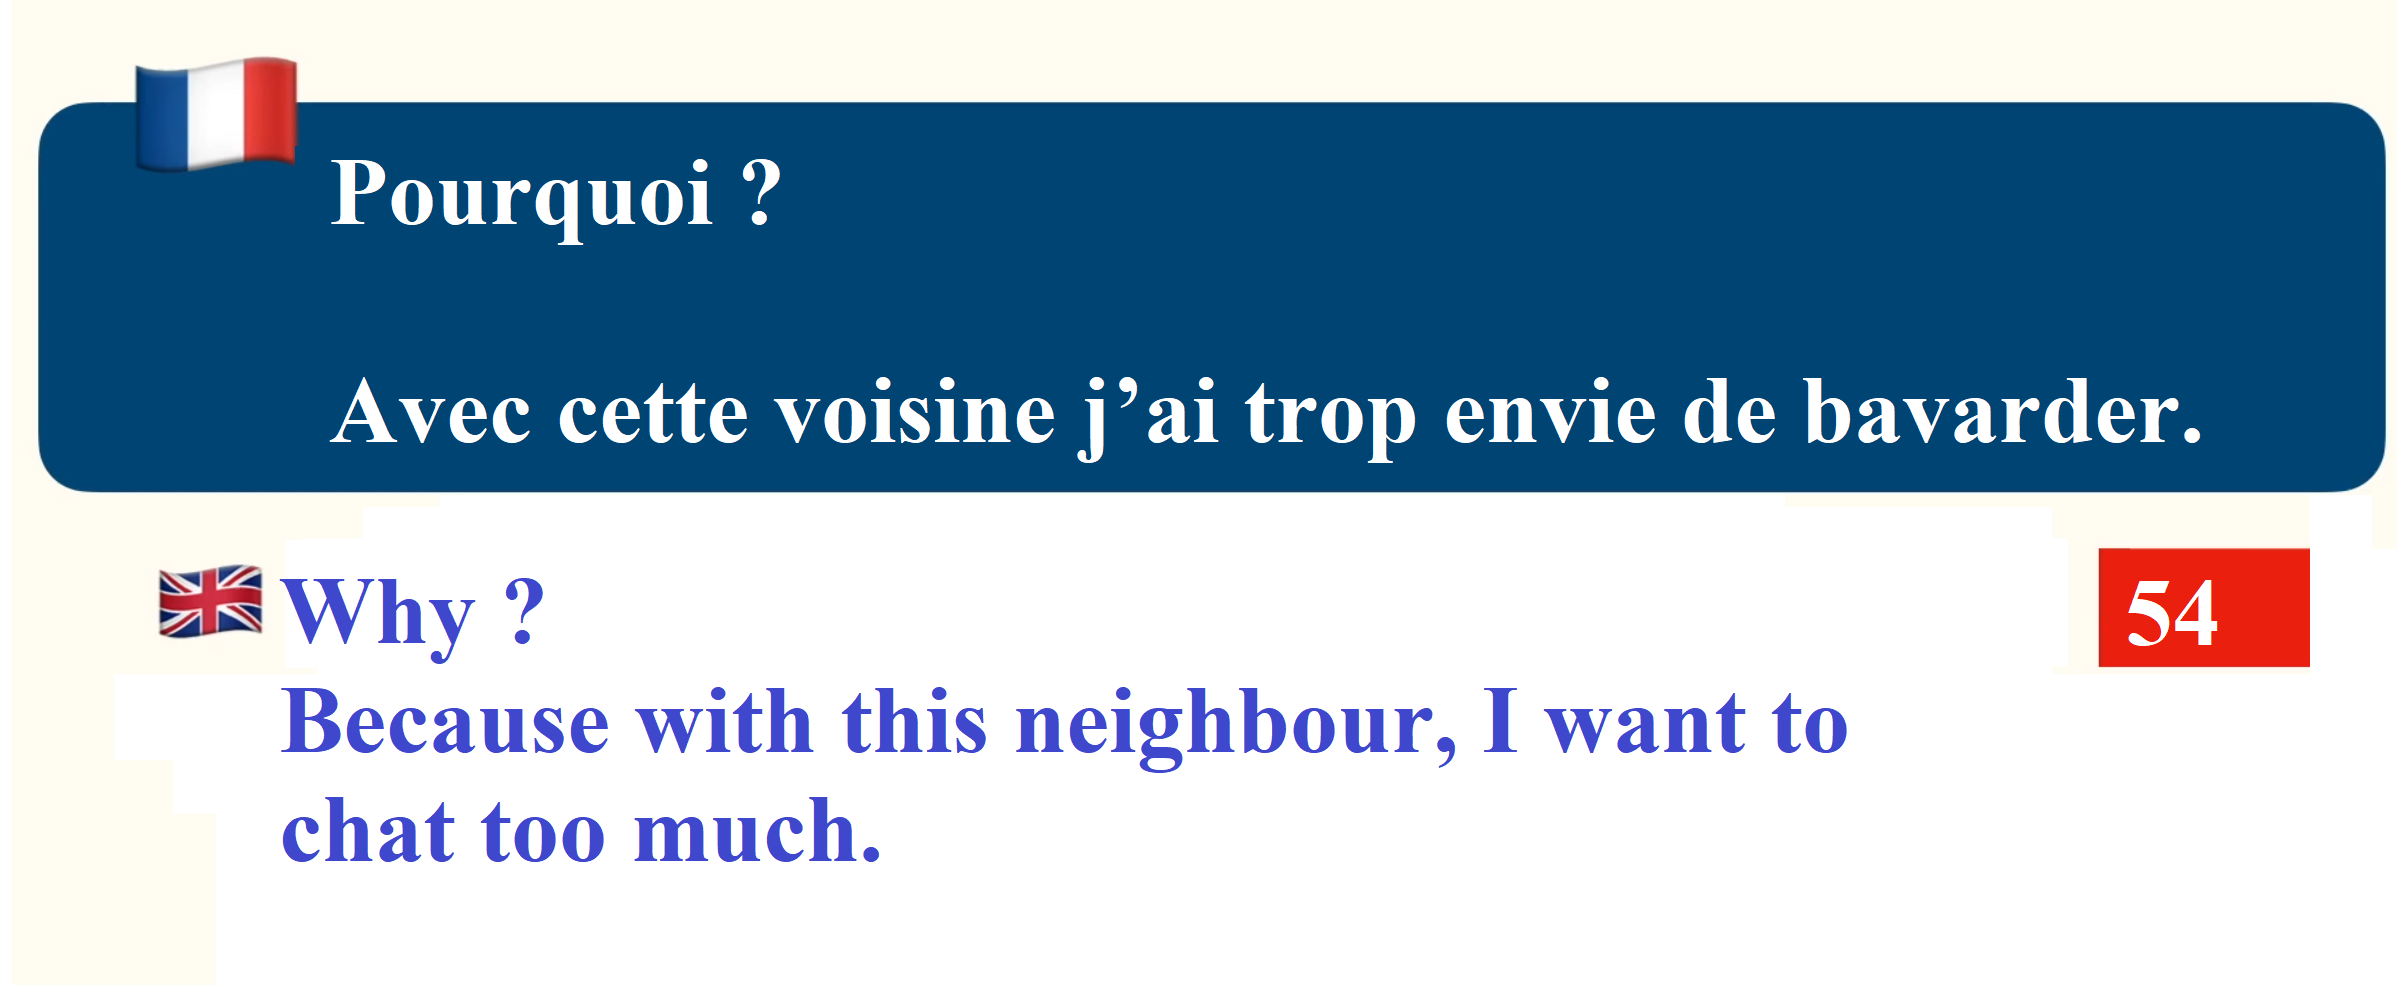 Pourquoi ?
Avec cette voisine j’ai trop envie de bavarder.
Why ?
54
Because with this neighbour, I want to
chat too much.